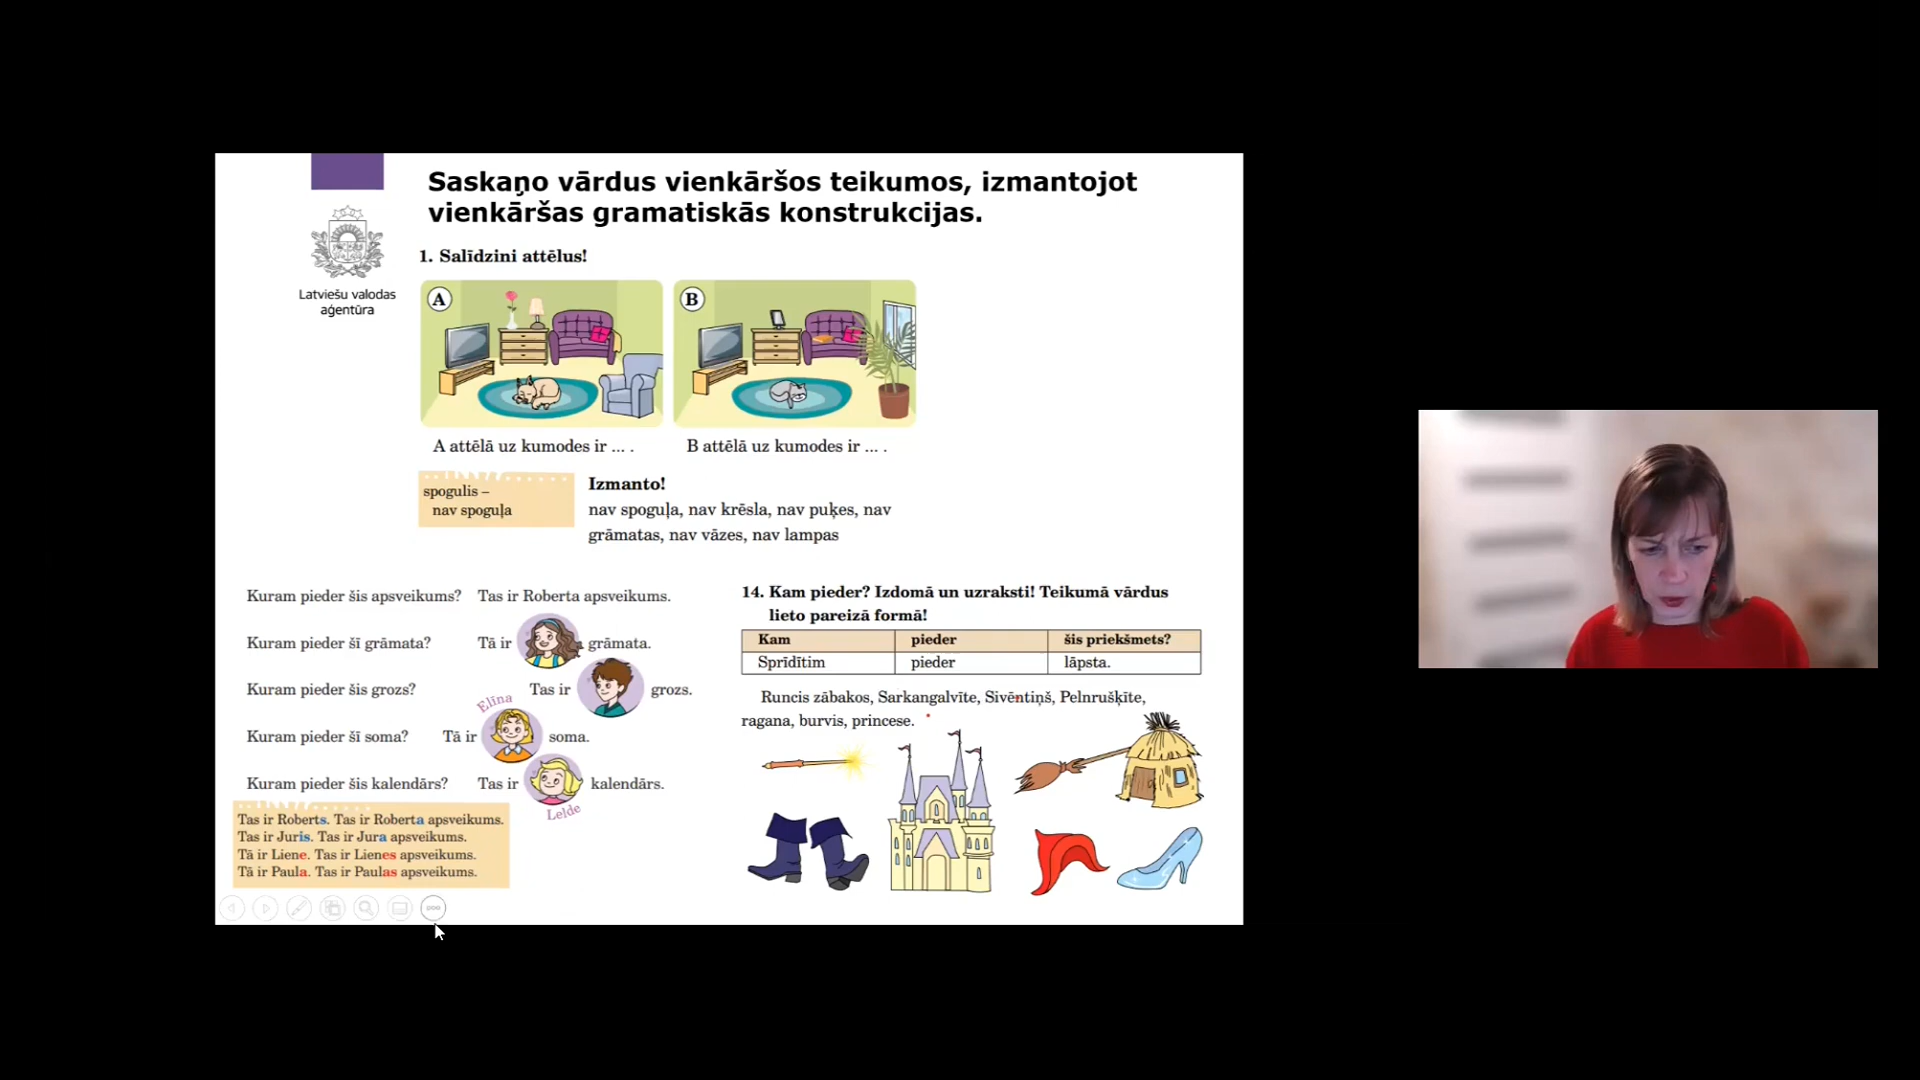 Saskaņo vārdus vienkāršos teikumos, izmantojot
vienkāršas gramatiskās konstrukcijas.
Latviešu valodas
aģentūra
1. Salīdzini attēlus!
A
B
A attēlā uz kumodes ir ... .
B attēlā uz kumodes ir ... .
spogulis –
nav spoguļa
Izmanto!
nav spoguļa, nav krēsla, nav puķes, nav
grāmatas, nav vāzes, nav lampas
Kuram pieder šis apsveikums? Tas ir Roberta apsveikums.
Kuram pieder šī grāmata? Tā ir grāmata.
Kuram pieder šis grozs? Tas ir grozs.
Elīna
Kuram pieder šī soma? Tā ir soma.
Kuram pieder šis kalendārs? Tas ir kalendārs.
Lelde
Tas ir Roberts. Tas ir Roberta apsveikums.
Tas ir Juris. Tas ir Jura apsveikums.
Tā ir Liene. Tas ir Lienes apsveikums.
Tā ir Paula. Tas ir Paulas apsveikums.
14. Kam pieder? Izdomā un uzraksti! Teikumā vārdus
lieto pareizā formā!
Kam pieder šis priekšmets?
Sprīdītim pieder lāpsta.
Runcis zābakos, Sarkangalvīte, Sivēntiņš, Pelnrušķīte,
ragana, burvis, princese.